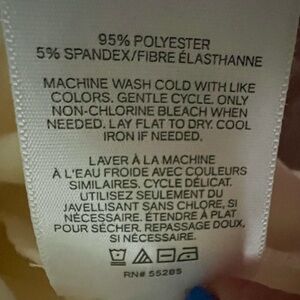 95% POLYESTER
5% SPANDEX/FIBRE ÉLASTHANNE
MACHINE WASH COLD WITH LIKE
COLORS. GENTLE CYCLE. ONLY
NON-CHLORINE BLEACH WHEN
NEEDED. LAY FLAT TO DRY. COOL
IRON IF NEEDED.
LAVER À LA MACHINE
À L'EAU FROIDE AVEC COULEURS
SIMILAIRES. CYCLE DÉLICAT.
UTILISEZ SEULEMENT DU
JAVELLISANT SANS CHLORE, SI
NÉCESSAIRE. ÉTENDRE À PLAT
POUR SÉCHER. REPASSAGE DOUX,
SI NÉCESSAIRE.
RN# 55285